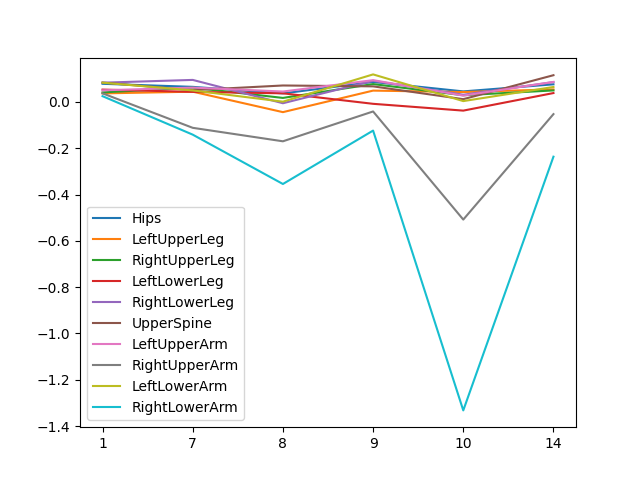 0.0
−0.2
−0.4
−0.6
−0.8
−1.0
−1.2
−1.4
Hips
LeftUpperLeg
RightUpperLeg
LeftLowerLeg
RightLowerLeg
UpperSpine
LeftUpperArm
RightUpperArm
LeftLowerArm
RightLowerArm
1 7 8 9 10 14